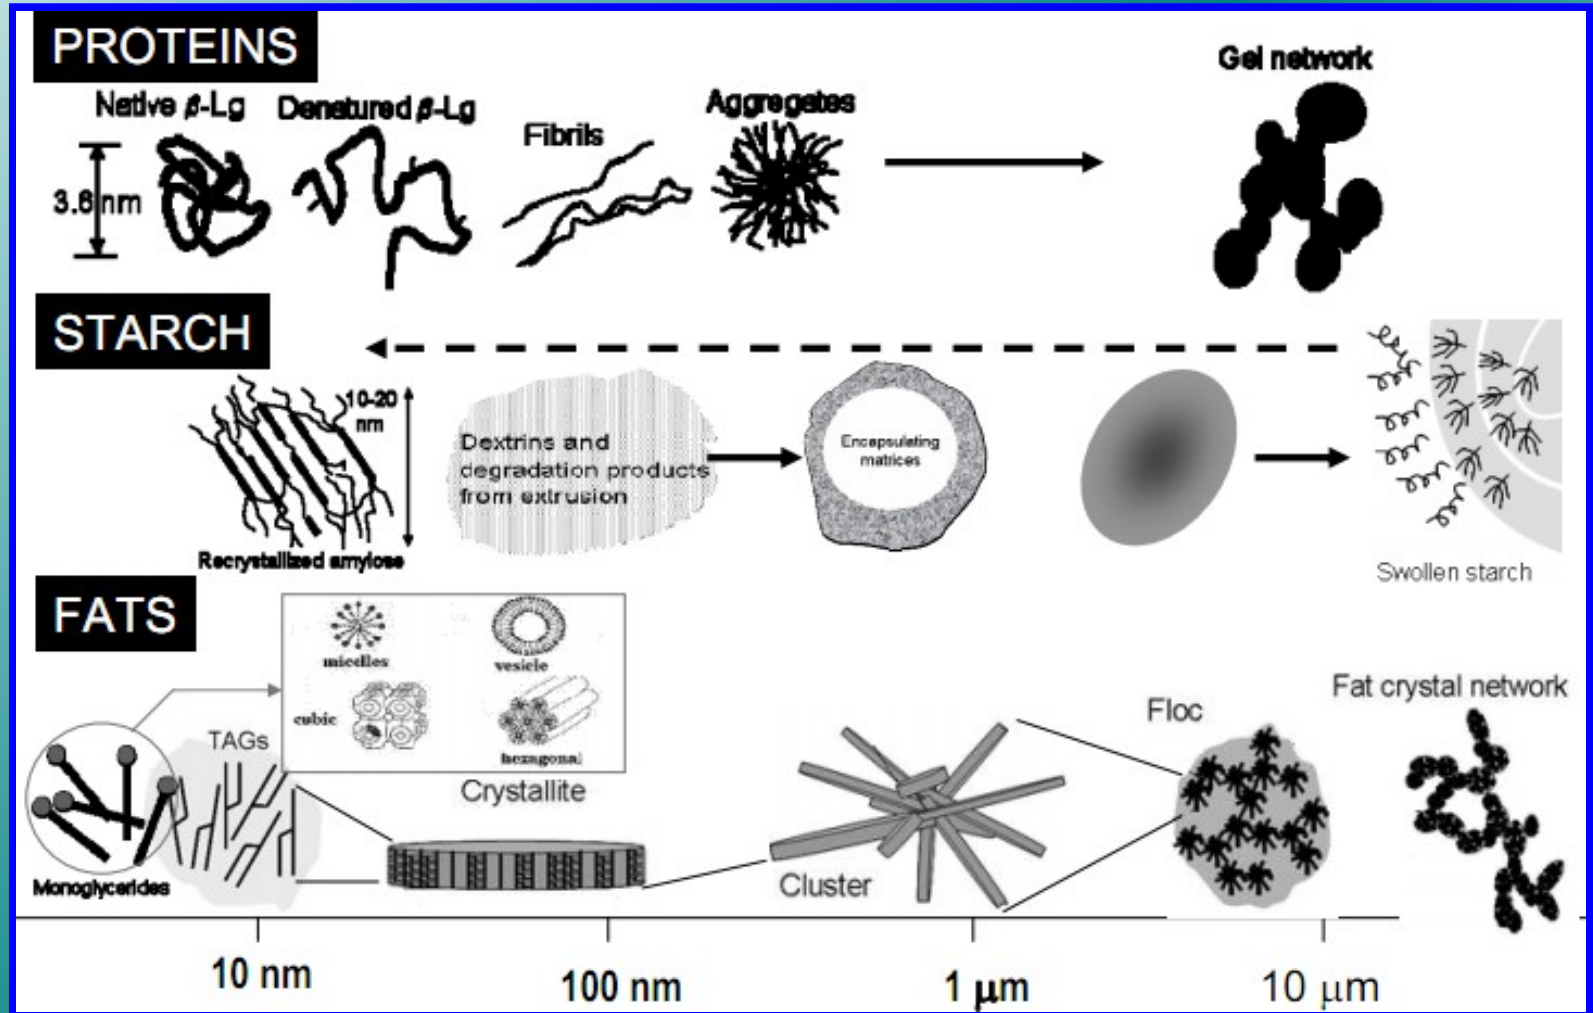 PROTEINS
Native β-Lg
Denatured β-Lg
Fibrils
Aggregates
Gel network
3.6 nm
STARCH
10-20
nm
Dextrins and
degradation products
from extrusion
Encapsulating
matrices
Recrystallized amylose
Swollen starch
FATS
micelles
vesicle
cubic
hexagonal
TAGs
Crystallite
Monoglycerides
Cluster
Floc
Fat crystal network
10 nm
100 nm
1 μm
10 μm